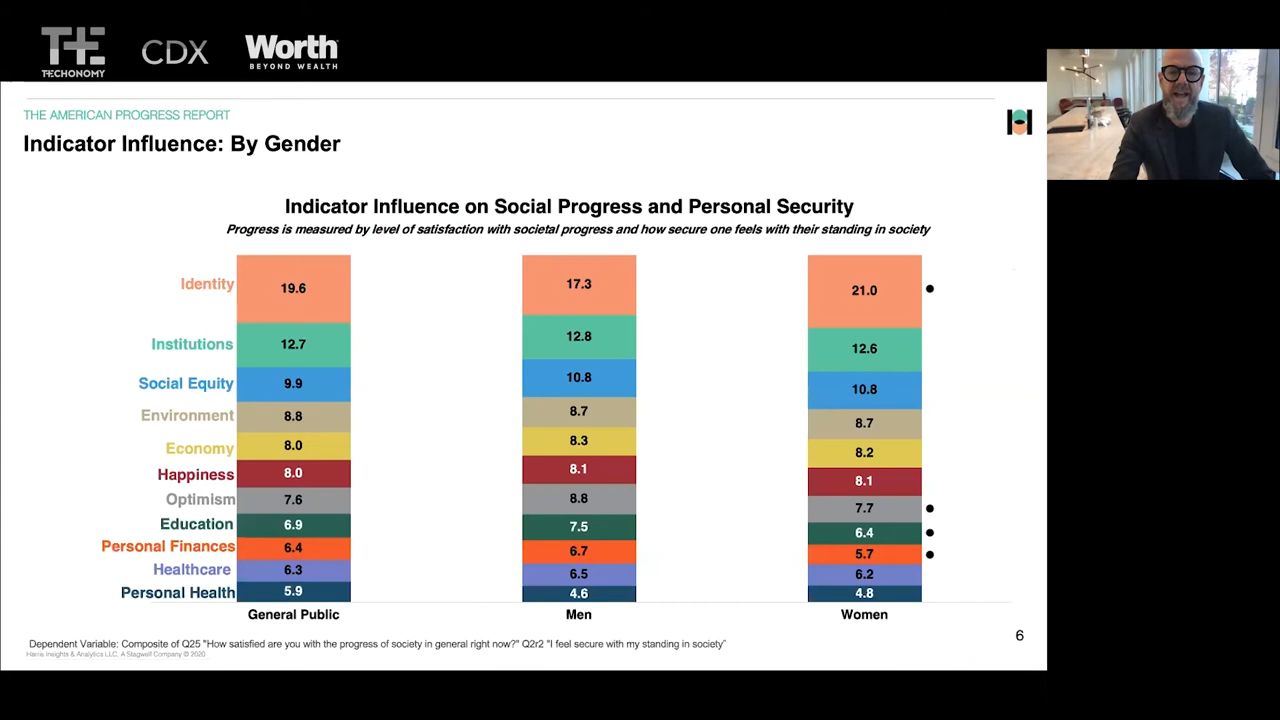 TECHONOMY
CDX
Worth
BEYOND WEALTH
THE AMERICAN PROGRESS REPORT
Indicator Influence: By Gender
Indicator Influence on Social Progress and Personal Security
Progress is measured by level of satisfaction with societal progress and how secure one feels with their standing in society
Identity 19.6 17.3 21.0
Institutions 12.7 12.8 12.6
Social Equity 9.9 10.8 10.8
Environment 8.8 8.7 8.7
Economy 8.0 8.3 8.2
Happiness 8.0 8.1 8.1
Optimism 7.6 8.8 7.7
Education 6.9 7.5 6.4
Personal Finances 6.4 6.7 5.7
Healthcare 6.3 6.5 6.2
Personal Health 5.9 4.6 4.8
General Public Men Women
6
Dependent Variable: Composite of Q25 "How satisfied are you with the progress of society in general right now?" Q2r2 "I feel secure with my standing in society"
Harris Insights & Analytics LLC, A Stagwell Company © 2020